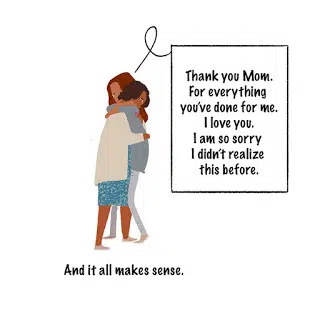 Thank you Mom.
For everything
you've done for me.
I love you.
I am so sorry
I didn't realize
this before.
And it all makes sense.